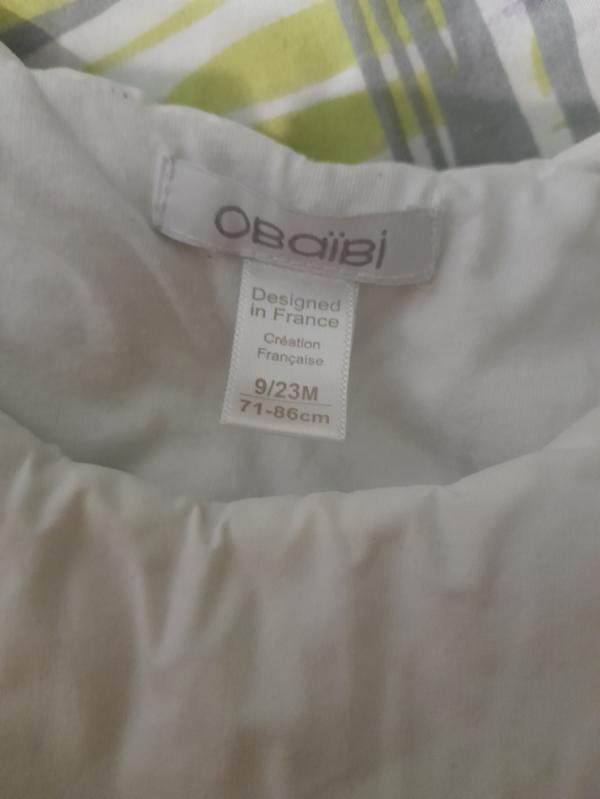 OBaïBi
Designed
in France
Création
Française
9/23M
71-86cm